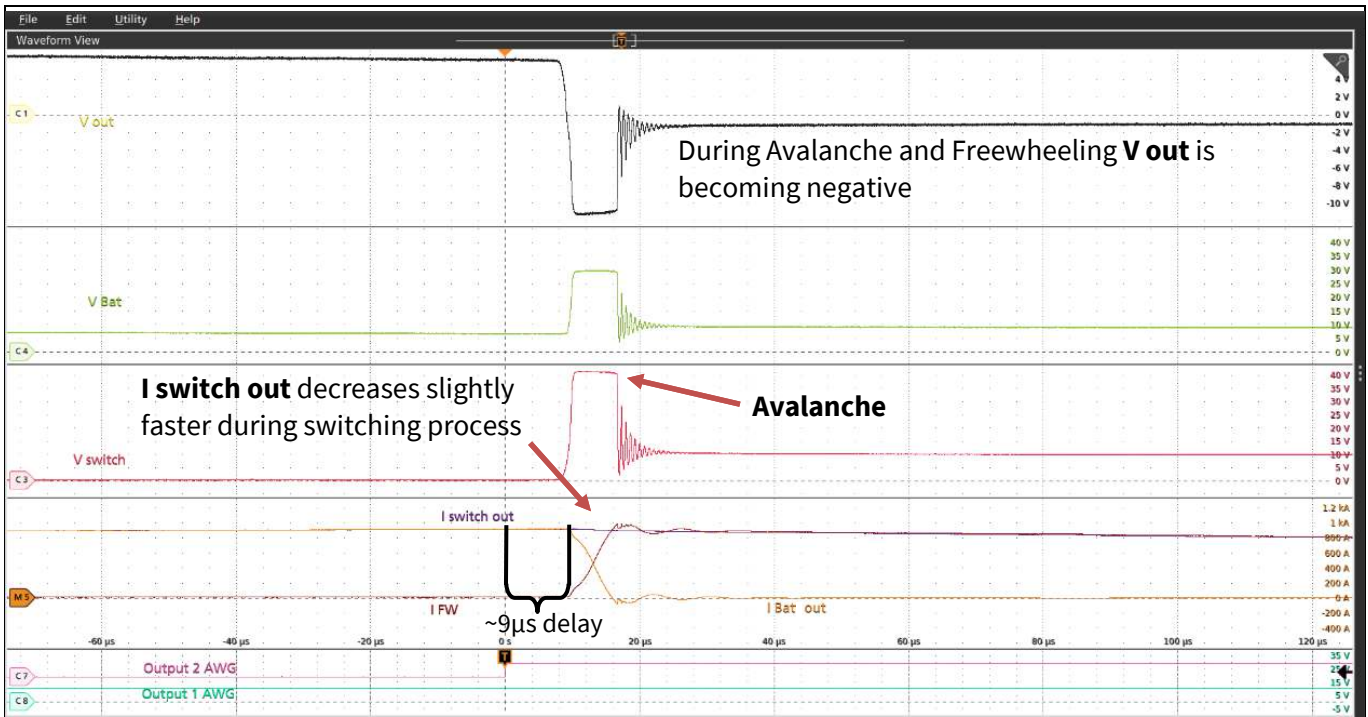 File Edit Utility Help
Waveform View
T
C1
V out
4 V
2 V
0 V
-2 V
-4 V
-6 V
-8 V
-10 V
During Avalanche and Freewheeling V out is
becoming negative
C4
V Bat
40 V
35 V
30 V
25 V
20 V
15 V
10 V
5 V
0 V
I switch out decreases slightly
faster during switching process
Avalanche
C3
V switch
40 V
35 V
30 V
25 V
20 V
15 V
10 V
5 V
0 V
I switch out
M5
I FW
~9µs delay
I Bat out
1.2 kA
1 kA
800 A
600 A
400 A
200 A
0 A
-200 A
-400 A
-60 µs -40 µs -20 µs 0 s 20 µs 40 µs 60 µs 80 µs 100 µs 120 µs
T
C7
Output 2 AWG
35 V
25 V
15 V
C8
Output 1 AWG
5 V
-5 V